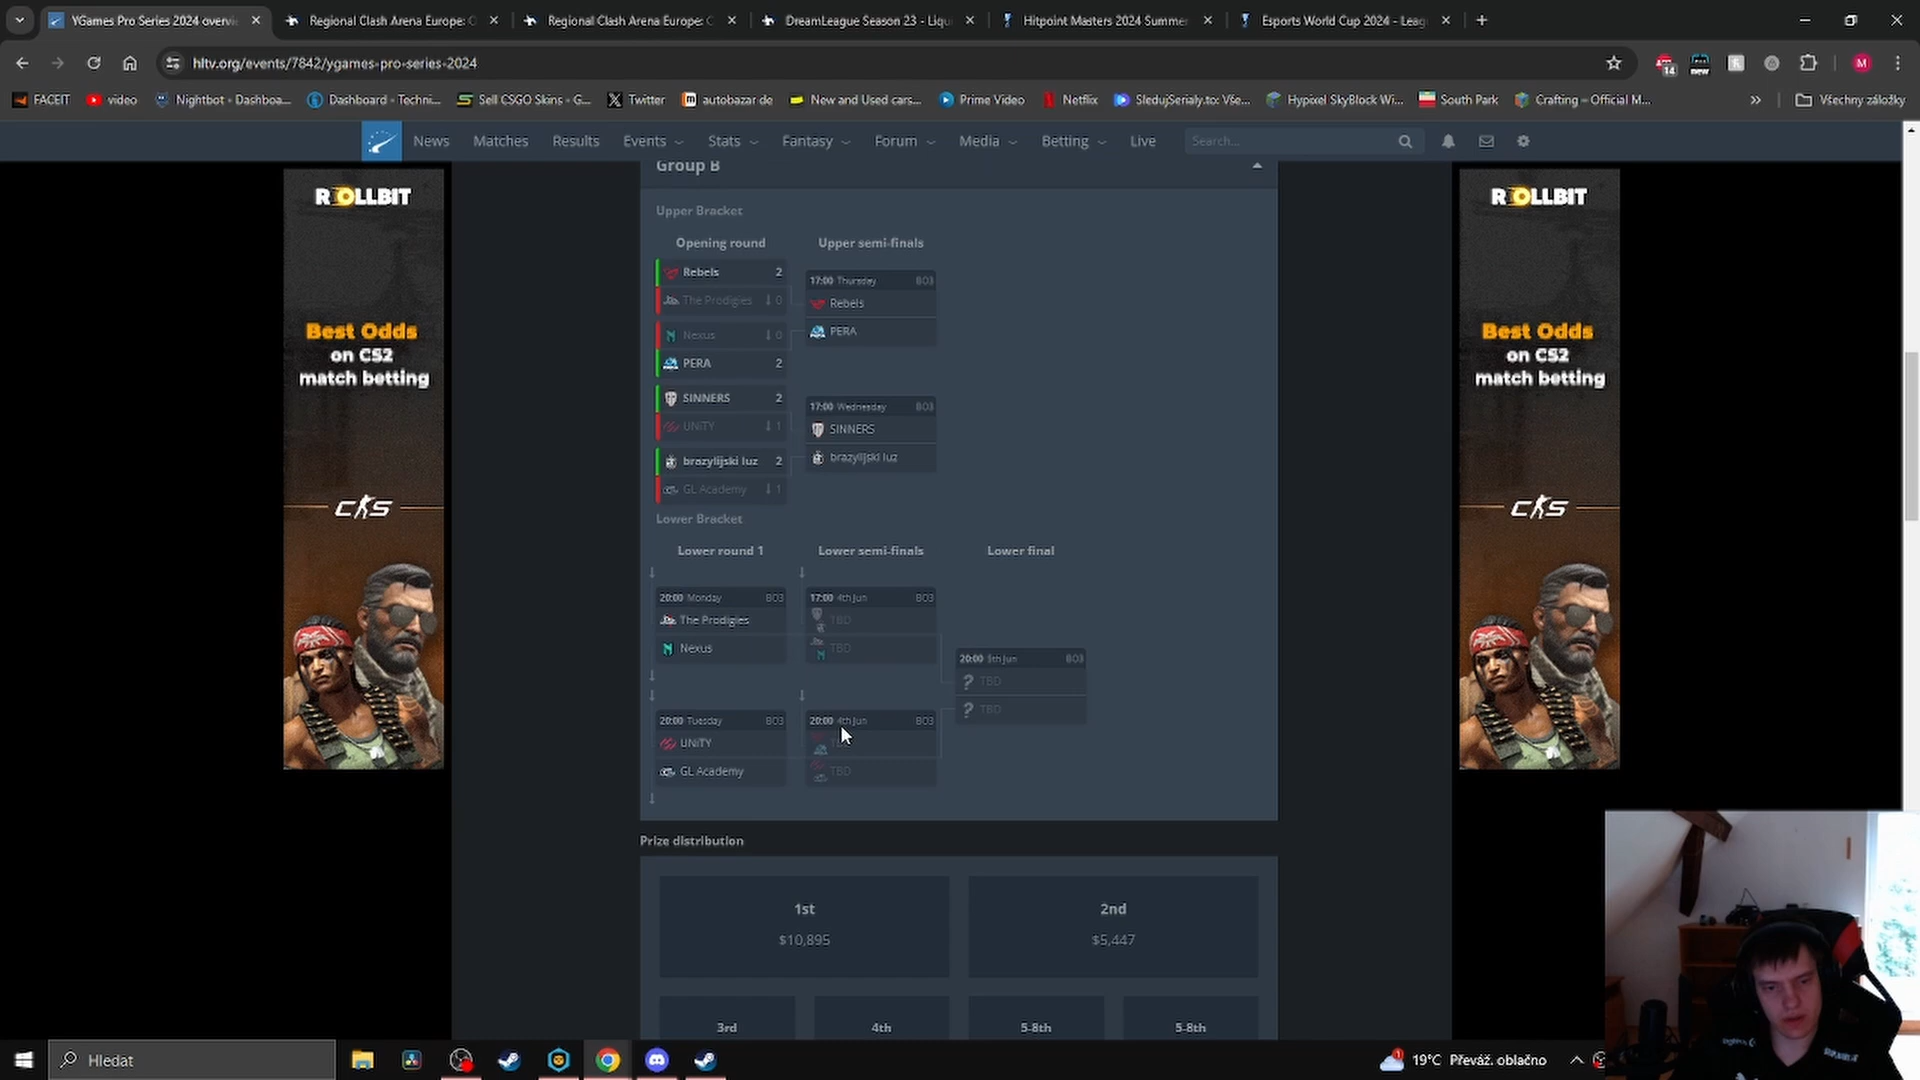 YGames Pro Series 2024 overvi
Regional Clash Arena Europe: C
Regional Clash Arena Europe: C
DreamLeague Season 23 - Liqu
Hitpoint Masters 2024 Summer
Esports World Cup 2024 - Leag
hltv.org/events/7842/ygames-pro-series-2024
14
new
M
FACEIT
video
Nightbot - Dashboa...
Dashboard - Techni...
Sell CSGO Skins - G...
Twitter
autobazar de
New and Used cars...
Prime Video
Netflix
SledujSerialy.to: Vše...
Hypixel SkyBlock Wi...
South Park
Crafting – Official M...
Všechny záložky
News
Matches
Results
Events
Stats
Fantasy
Forum
Media
Betting
Live
Search...
ROLLBIT
Best Odds
on CS2
match betting
CS
Group B
Upper Bracket
Opening round
Upper semi-finals
Rebels 2
The Prodigies 0
Nexus 0
PERA 2
SINNERS 2
UNiTY 1
brazylijski luz 2
GL Academy 1
17:00 Thursday BO3
Rebels
PERA
17:00 Wednesday BO3
SINNERS
brazylijski luz
Lower Bracket
Lower round 1
Lower semi-finals
Lower final
20:00 Monday BO3
The Prodigies
Nexus
17:00 4th Jun BO3
TBD
TBD
20:00 5th Jun BO3
? TBD
? TBD
20:00 Tuesday BO3
UNiTY
GL Academy
20:00 4th Jun BO3
TBD
Prize distribution
1st
$10,895
2nd
$5,447
3rd
4th
5-8th
5-8th
ROLLBIT
Best Odds
on CS2
match betting
CS
Hledat
1
19°C Převáž. oblačno